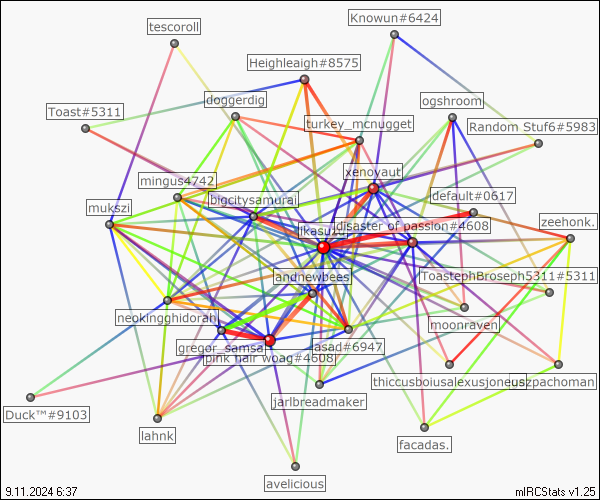 tescoroll
Knowun#6424
Heighleaigh#8575
doggerdig
ogshroom
Toast#5311
turkey_mcnugget
Random Stuf6#5983
xenoyaut
mingus4742
default#0617
bigcitysamurai
mukszi
zeehonk.
disaster of passion#4608
andnewbees
ToastephBroseph5311#5311
neokingghidorah
moonraven
gregor_samsa
asad#6947
pink hair woag#4608
thiccusboiusalexusjoneus
szpachoman
jarlbreadmaker
Duck™#9103
lahnk
facadas.
avelicious
9.11.2024 6:37
mIRCStats v1.25